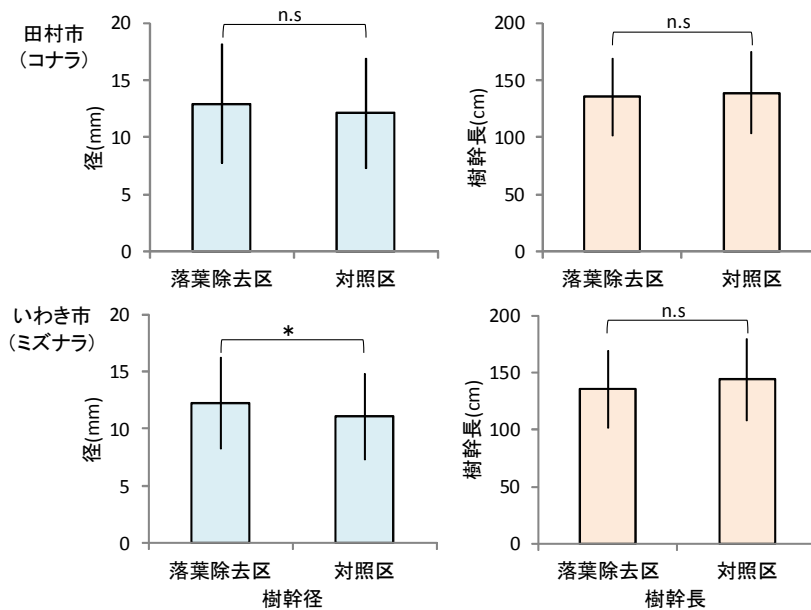 田村市
（コナラ）
n.s
20
15
10
5
0
径(mm)
落葉除去区
対照区
n.s
200
150
100
50
0
樹幹長(cm)
落葉除去区
対照区
いわき市
（ミズナラ）
*
20
15
10
5
0
径(mm)
落葉除去区
対照区
樹幹径
n.s
200
150
100
50
0
樹幹長(cm)
落葉除去区
対照区
樹幹長